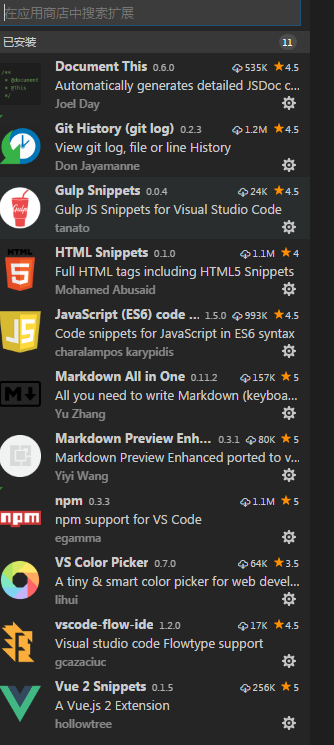 在应用商店中搜索扩展
已安装 11
Document This 0.6.0 535K ★4.5
Automatically generates detailed JSDoc c...
Joel Day
Git History (git log) 0.2.3 1.2M ★4.5
View git log, file or line History
Don Jayamanne
Gulp Snippets 0.0.4 24K ★4.5
Gulp JS Snippets for Visual Studio Code
tanato
HTML Snippets 0.1.0 1.1M ★4
Full HTML tags including HTML5 Snippets
Mohamed Abusaid
JavaScript (ES6) code ... 1.5.0 993K ★4.5
Code snippets for JavaScript in ES6 syntax
charalampos karypidis
Markdown All in One 0.11.2 157K ★5
All you need to write Markdown (keyboa...
Yu Zhang
Markdown Preview Enh... 0.3.1 80K ★5
Markdown Preview Enhanced ported to v...
Yiyi Wang
npm 0.3.3 1.1M ★5
npm support for VS Code
egamma
VS Color Picker 0.7.0 64K ★3.5
A tiny & smart color picker for web devel...
lihui
vscode-flow-ide 1.2.0 17K ★4.5
Visual studio code Flowtype support
gcazaciuc
Vue 2 Snippets 0.1.5 256K ★5
A Vue.js 2 Extension
hollowtree